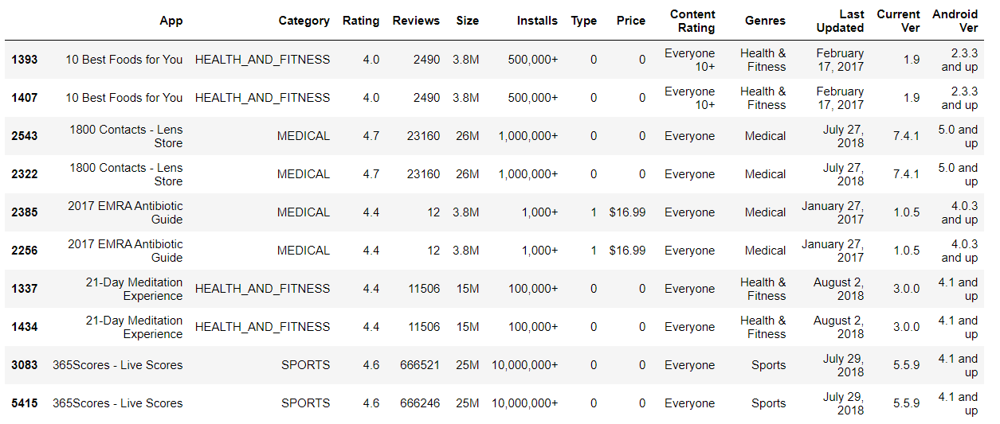 App Category Rating Reviews Size Installs Type Price Content Rating Genres Last Updated Current Ver Android Ver
1393 10 Best Foods for You HEALTH_AND_FITNESS 4.0 2490 3.8M 500,000+ 0 0 Everyone 10+ Health & Fitness February 17, 2017 1.9 2.3.3 and up
1407 10 Best Foods for You HEALTH_AND_FITNESS 4.0 2490 3.8M 500,000+ 0 0 Everyone 10+ Health & Fitness February 17, 2017 1.9 2.3.3 and up
2543 1800 Contacts - Lens Store MEDICAL 4.7 23160 26M 1,000,000+ 0 0 Everyone Medical July 27, 2018 7.4.1 5.0 and up
2322 1800 Contacts - Lens Store MEDICAL 4.7 23160 26M 1,000,000+ 0 0 Everyone Medical July 27, 2018 7.4.1 5.0 and up
2385 2017 EMRA Antibiotic Guide MEDICAL 4.4 12 3.8M 1,000+ 1 $16.99 Everyone Medical January 27, 2017 1.0.5 4.0.3 and up
2256 2017 EMRA Antibiotic Guide MEDICAL 4.4 12 3.8M 1,000+ 1 $16.99 Everyone Medical January 27, 2017 1.0.5 4.0.3 and up
1337 21-Day Meditation Experience HEALTH_AND_FITNESS 4.4 11506 15M 100,000+ 0 0 Everyone Health & Fitness August 2, 2018 3.0.0 4.1 and up
1434 21-Day Meditation Experience HEALTH_AND_FITNESS 4.4 11506 15M 100,000+ 0 0 Everyone Health & Fitness August 2, 2018 3.0.0 4.1 and up
3083 365Scores - Live Scores SPORTS 4.6 666521 25M 10,000,000+ 0 0 Everyone Sports July 29, 2018 5.5.9 4.1 and up
5415 365Scores - Live Scores SPORTS 4.6 666246 25M 10,000,000+ 0 0 Everyone Sports July 29, 2018 5.5.9 4.1 and up